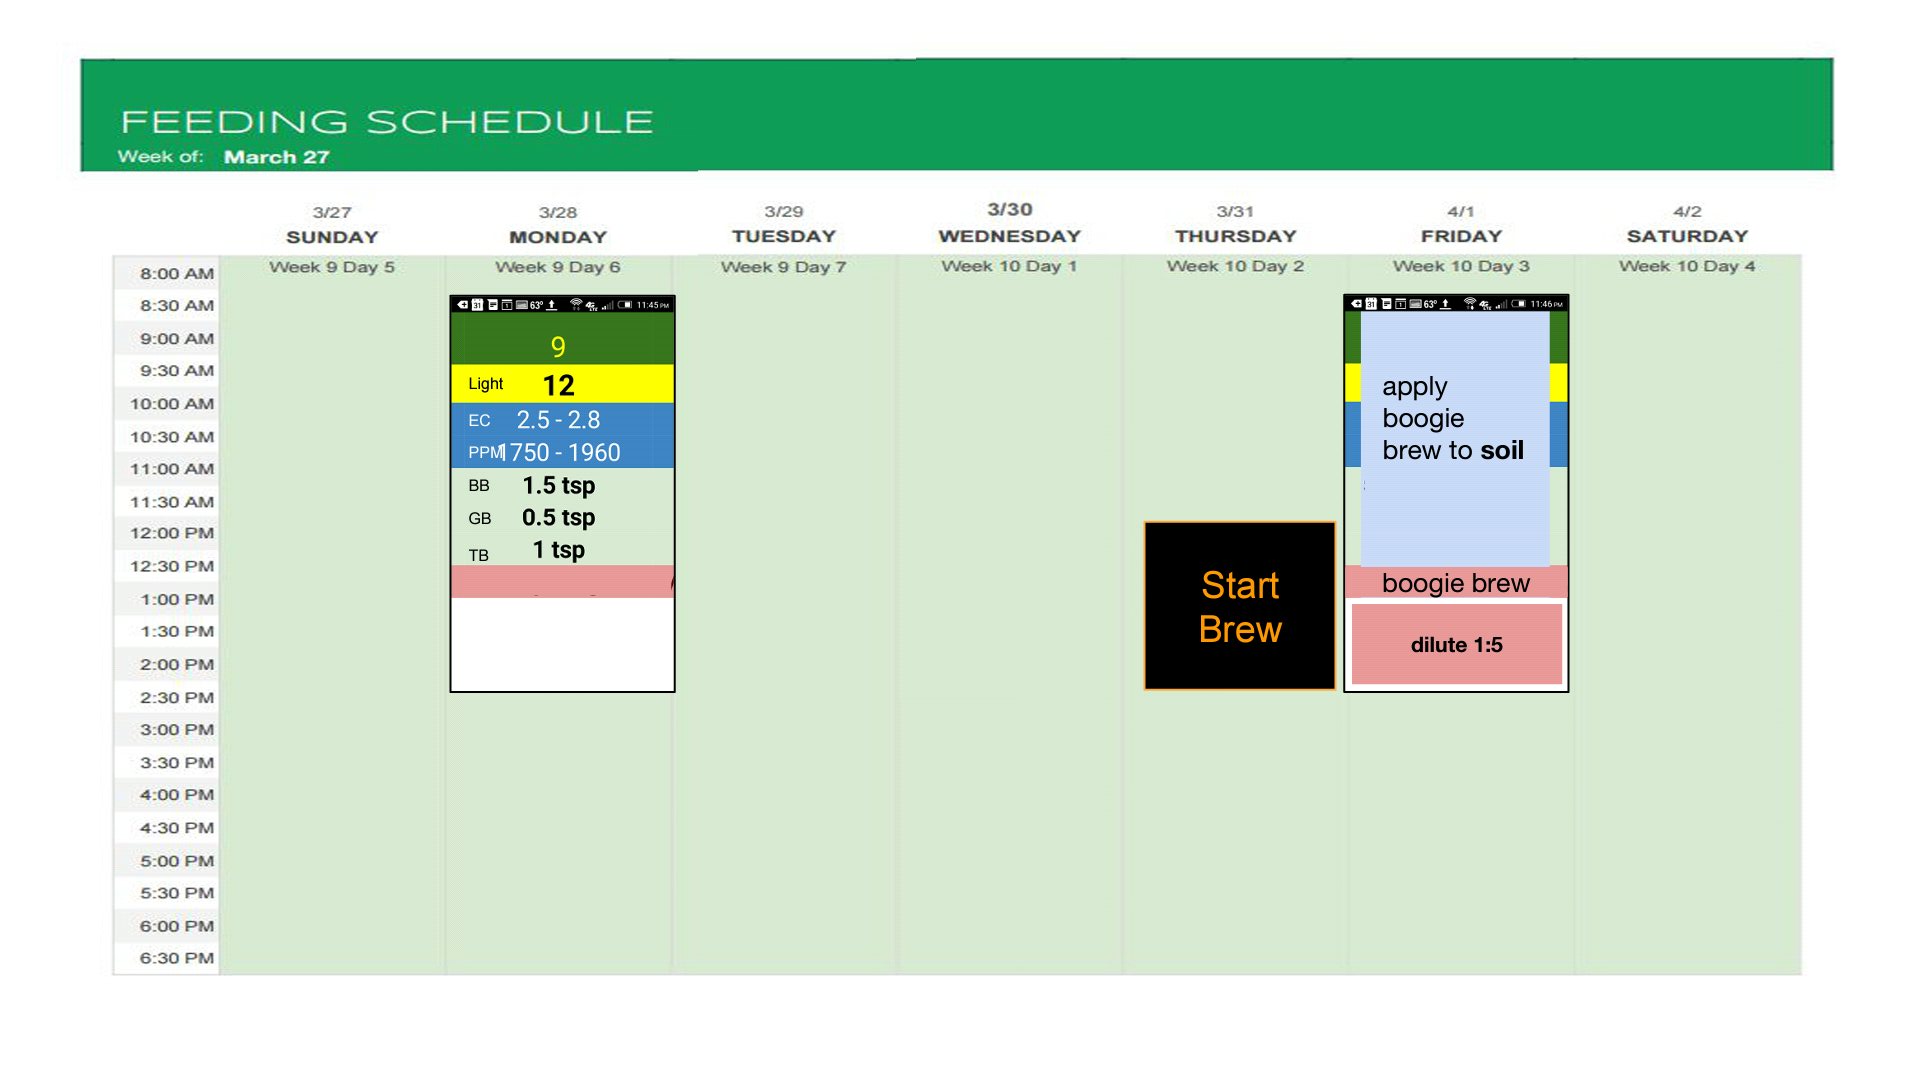 FEEDING SCHEDULE
Week of: March 27
3/27 3/28 3/29 3/30 3/31 4/1 4/2
SUNDAY MONDAY TUESDAY WEDNESDAY THURSDAY FRIDAY SATURDAY
Week 9 Day 5 Week 9 Day 6 Week 9 Day 7 Week 10 Day 1 Week 10 Day 2 Week 10 Day 3 Week 10 Day 4
8:00 AM
8:30 AM
9:00 AM
9:30 AM
10:00 AM
10:30 AM
11:00 AM
11:30 AM
12:00 PM
12:30 PM
1:00 PM
1:30 PM
2:00 PM
2:30 PM
3:00 PM
3:30 PM
4:00 PM
4:30 PM
5:00 PM
5:30 PM
6:00 PM
6:30 PM
31 1 63° 4G LTE 11:45 PM
9
Light 12
EC 2.5 - 2.8
PPM 1750 - 1960
BB 1.5 tsp
GB 0.5 tsp
TB 1 tsp
Start
Brew
31 1 63° 4G LTE 11:46 PM
apply
boogie
brew to soil
boogie brew
dilute 1:5